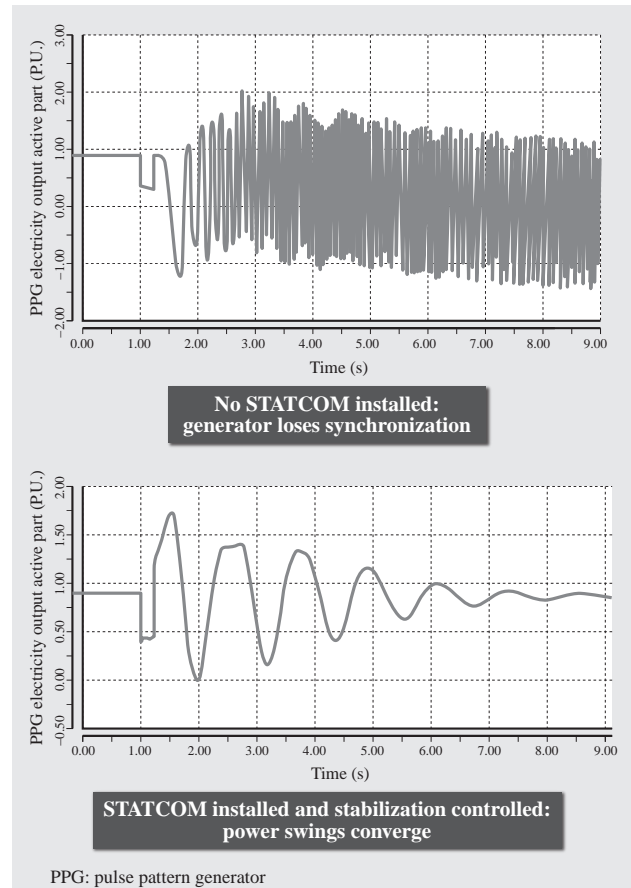 PPG electricity output active part (P.U.)
3.00
2.00
1.00
−0.00
−1.00
−2.00
0.00 1.00 2.00 3.00 4.00 5.00 6.00 7.00 8.00 9.00
Time (s)
No STATCOM installed:
generator loses synchronization
PPG electricity output active part (P.U.)
2.00
1.50
1.00
0.50
0.00
−0.50
0.00 1.00 2.00 3.00 4.00 5.00 6.00 7.00 8.00 9.00
Time (s)
STATCOM installed and stabilization controlled:
power swings converge
PPG: pulse pattern generator